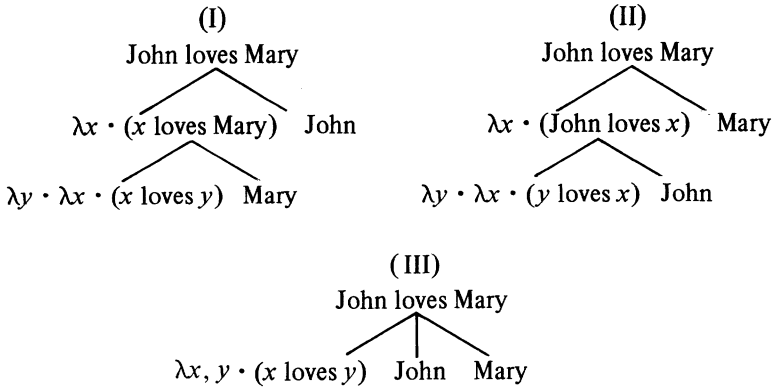 (I)
John loves Mary
λx · (x loves Mary) John
λy · λx · (x loves y) Mary
(II)
John loves Mary
λx · (John loves x) Mary
λy · λx · (y loves x) John
(III)
John loves Mary
λx, y · (x loves y) John Mary